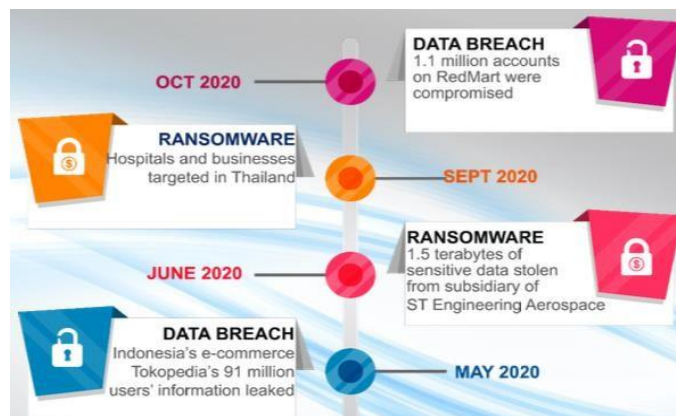 DATA BREACH
1.1 million accounts
on RedMart were
compromised
OCT 2020
RANSOMWARE
Hospitals and businesses
targeted in Thailand
SEPT 2020
RANSOMWARE
1.5 terabytes of
sensitive data stolen
from subsidiary of
ST Engineering Aerospace
JUNE 2020
DATA BREACH
Indonesia's e-commerce
Tokopedia's 91 million
users' information leaked
MAY 2020